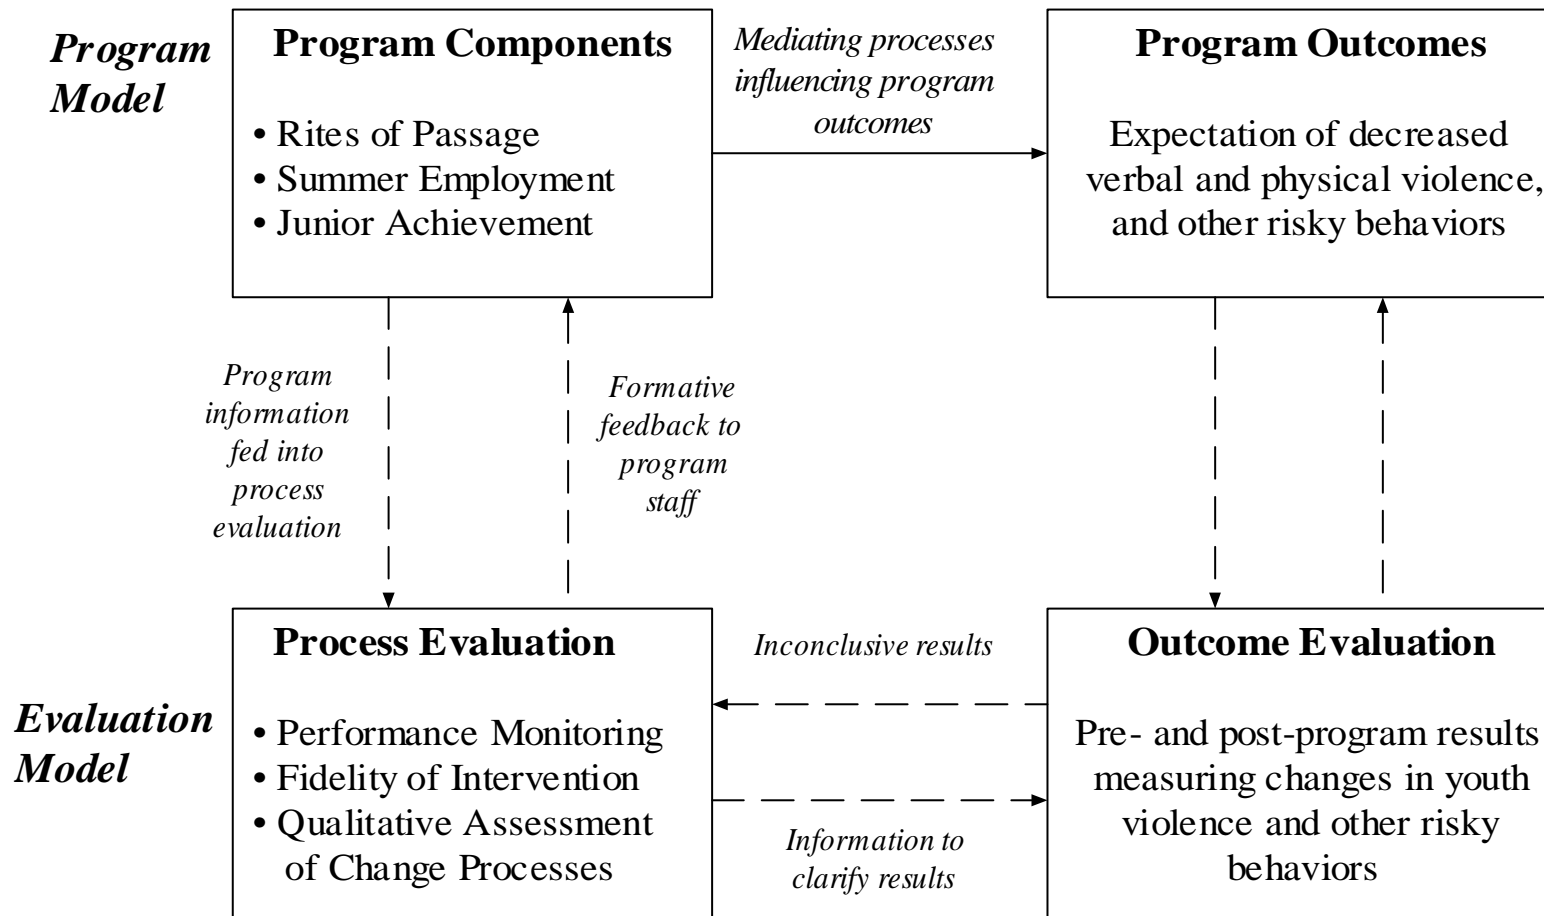 Program
Model
Program Components
• Rites of Passage
• Summer Employment
• Junior Achievement
Mediating processes
influencing program
outcomes
Program Outcomes
Expectation of decreased
verbal and physical violence,
and other risky behaviors
Program
information
fed into
process
evaluation
Formative
feedback to
program
staff
Evaluation
Model
Process Evaluation
• Performance Monitoring
• Fidelity of Intervention
• Qualitative Assessment
of Change Processes
Inconclusive results
Information to
clarify results
Outcome Evaluation
Pre- and post-program results
measuring changes in youth
violence and other risky
behaviors